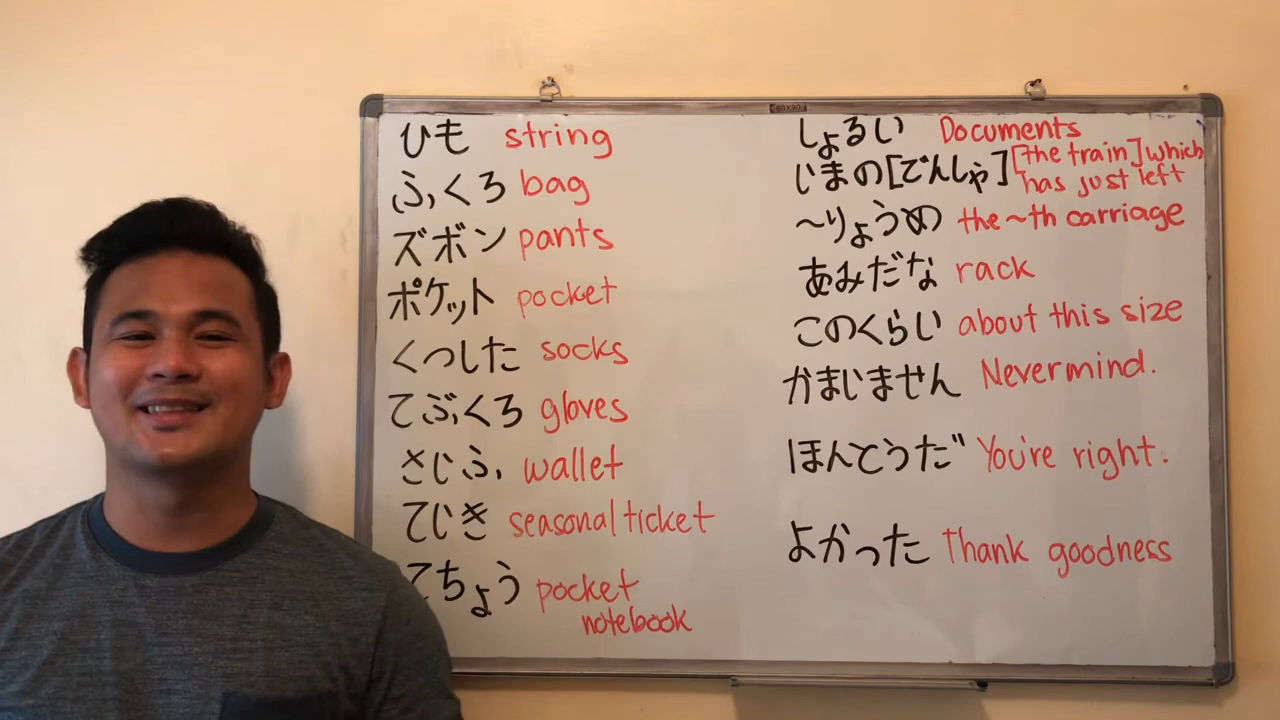 ひも string
ふくろ bag
ズボン pants
ポケット pocket
くつした socks
てぶくろ gloves
さいふ wallet
ていき seasonal ticket
てちょう pocket
notebook
しょるい Documents
いまの[でんしゃ] [the train] which
has just left
～りょうめ the ~th carriage
あみだな rack
このくらい about this size
かまいません Nevermind.
ほんとうだ You're right.
よかった Thank goodness